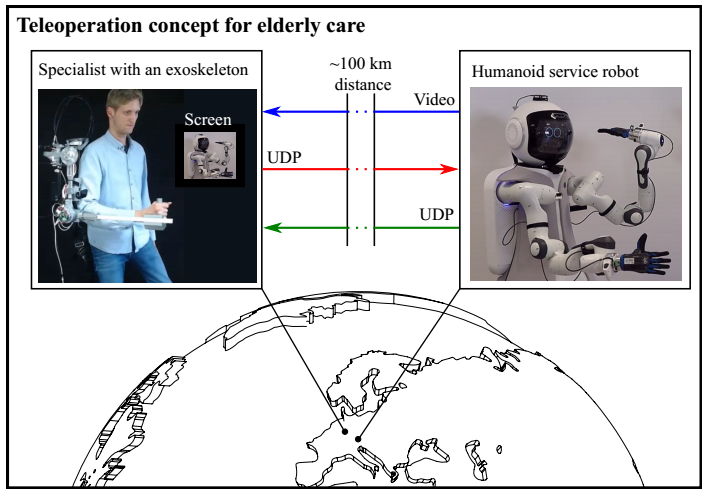 Teleoperation concept for elderly care
Specialist with an exoskeleton
~100 km
distance
Humanoid service robot
Video
Screen
UDP
UDP